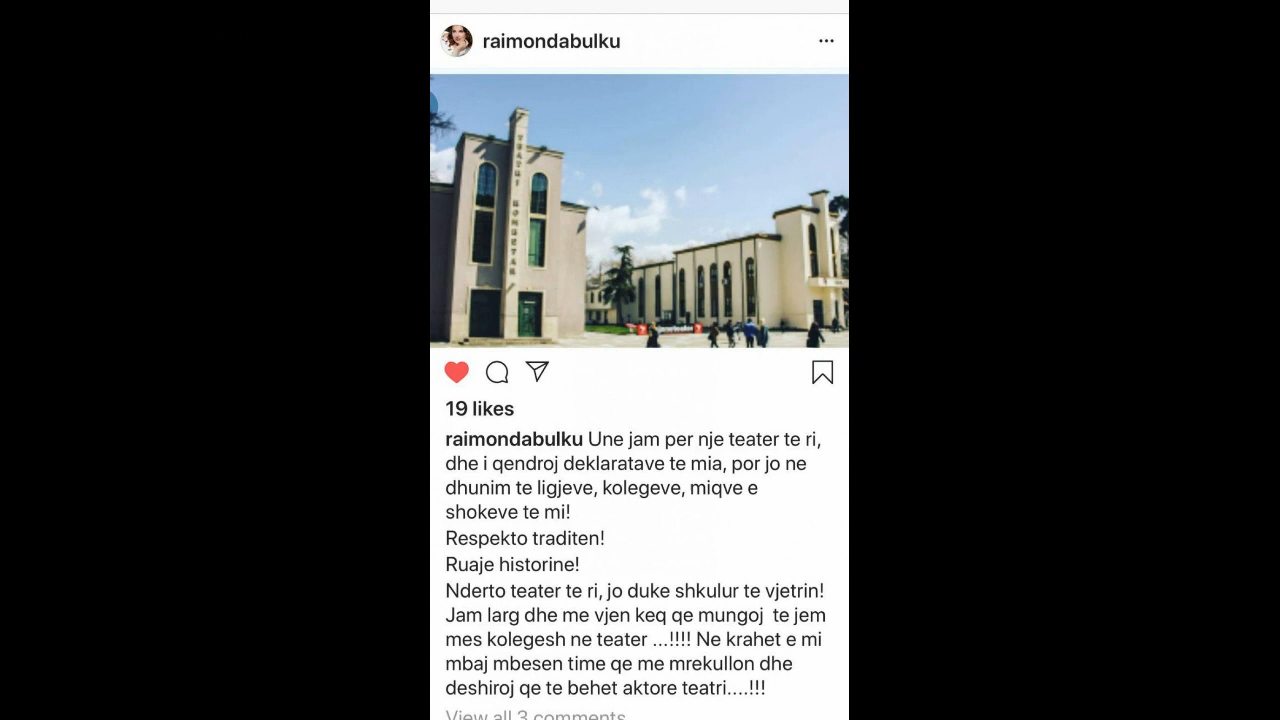 raimondabulku
TEATRI KOMBETAR
19 likes
raimondabulku Une jam per nje teater te ri,
dhe i qendroj deklaratave te mia, por jo ne
dhunim te ligjeve, kolegeve, miqve e
shokeve te mi!
Respekto traditen!
Ruaje historine!
Nderto teater te ri, jo duke shkulur te vjetrin!
Jam larg dhe me vjen keq qe mungoj te jem
mes kolegesh ne teater ...!!!! Ne krahet e mi
mbaj mbesen time qe me mrekullon dhe
deshiroj qe te behet aktore teatri....!!!
View all 3 comments